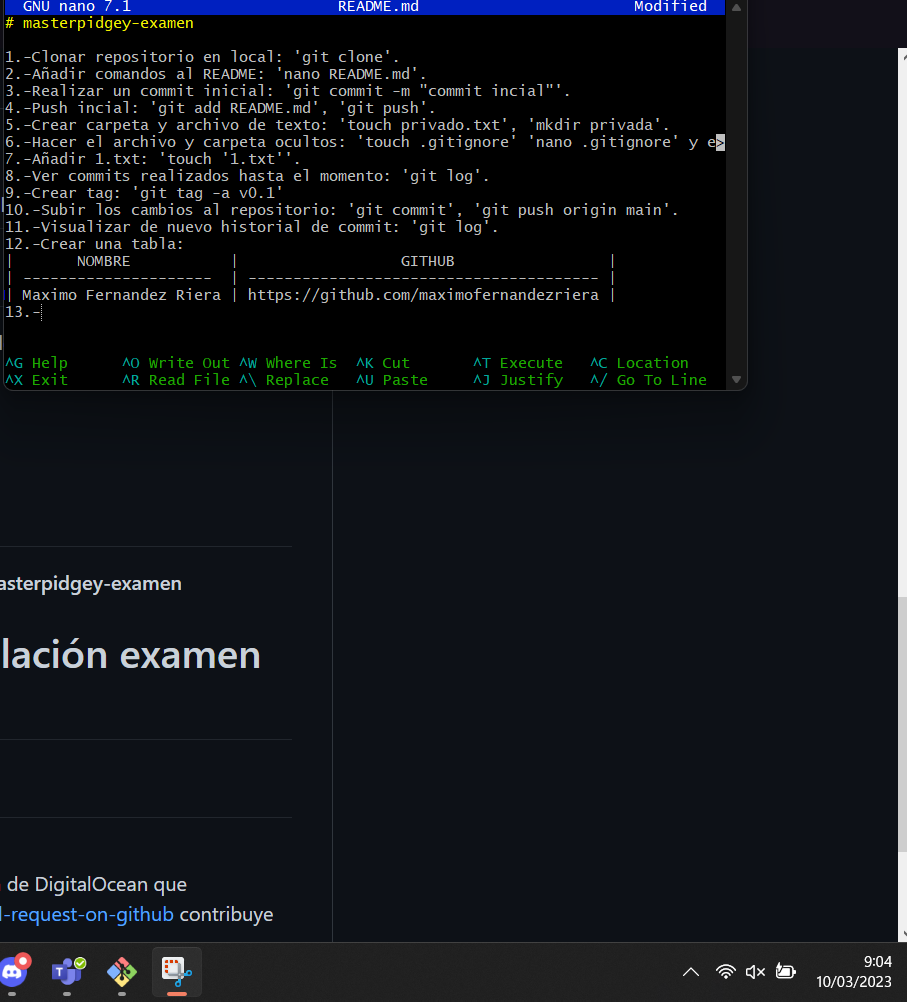 GNU nano 7.1 README.md Modified
# masterpidgey-examen
1.-Clonar repositorio en local: 'git clone'.
2.-Añadir comandos al README: 'nano README.md'.
3.-Realizar un commit inicial: 'git commit -m "commit incial"'.
4.-Push incial: 'git add README.md', 'git push'.
5.-Crear carpeta y archivo de texto: 'touch privado.txt', 'mkdir privada'.
6.-Hacer el archivo y carpeta ocultos: 'touch .gitignore' 'nano .gitignore' y e>
7.-Añadir 1.txt: 'touch '1.txt''.
8.-Ver commits realizados hasta el momento: 'git log'.
9.-Crear tag: 'git tag -a v0.1'
10.-Subir los cambios al repositorio: 'git commit', 'git push origin main'.
11.-Visualizar de nuevo historial de commit: 'git log'.
12.-Crear una tabla:
| NOMBRE | GITHUB |
| --------------------- | --------------------------------------- |
| Maximo Fernandez Riera | https://github.com/maximofernandezriera |
13.-
^G Help ^O Write Out ^W Where Is ^K Cut ^T Execute ^C Location
^X Exit ^R Read File ^\ Replace ^U Paste ^J Justify ^/ Go To Line
asterpidgey-examen
lación examen
de DigitalOcean que
l-request-on-github contribuye
9:04
10/03/2023